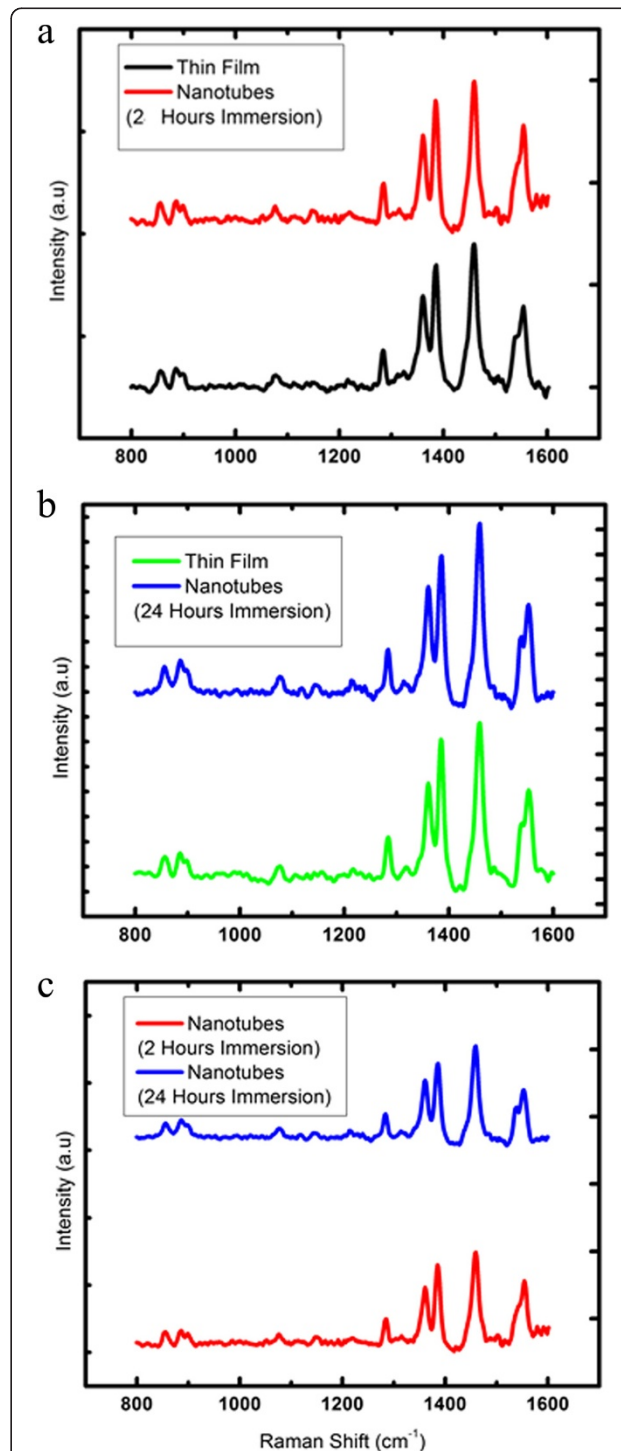 a
Thin Film
Nanotubes
(2 Hours Immersion)
Intensity (a.u)
800 1000 1200 1400 1600
b
Thin Film
Nanotubes
(24 Hours Immersion)
Intensity (a.u)
800 1000 1200 1400 1600
c
Nanotubes
(2 Hours Immersion)
Nanotubes
(24 Hours Immersion)
Intensity (a.u)
800 1000 1200 1400 1600
Raman Shift (cm⁻¹)